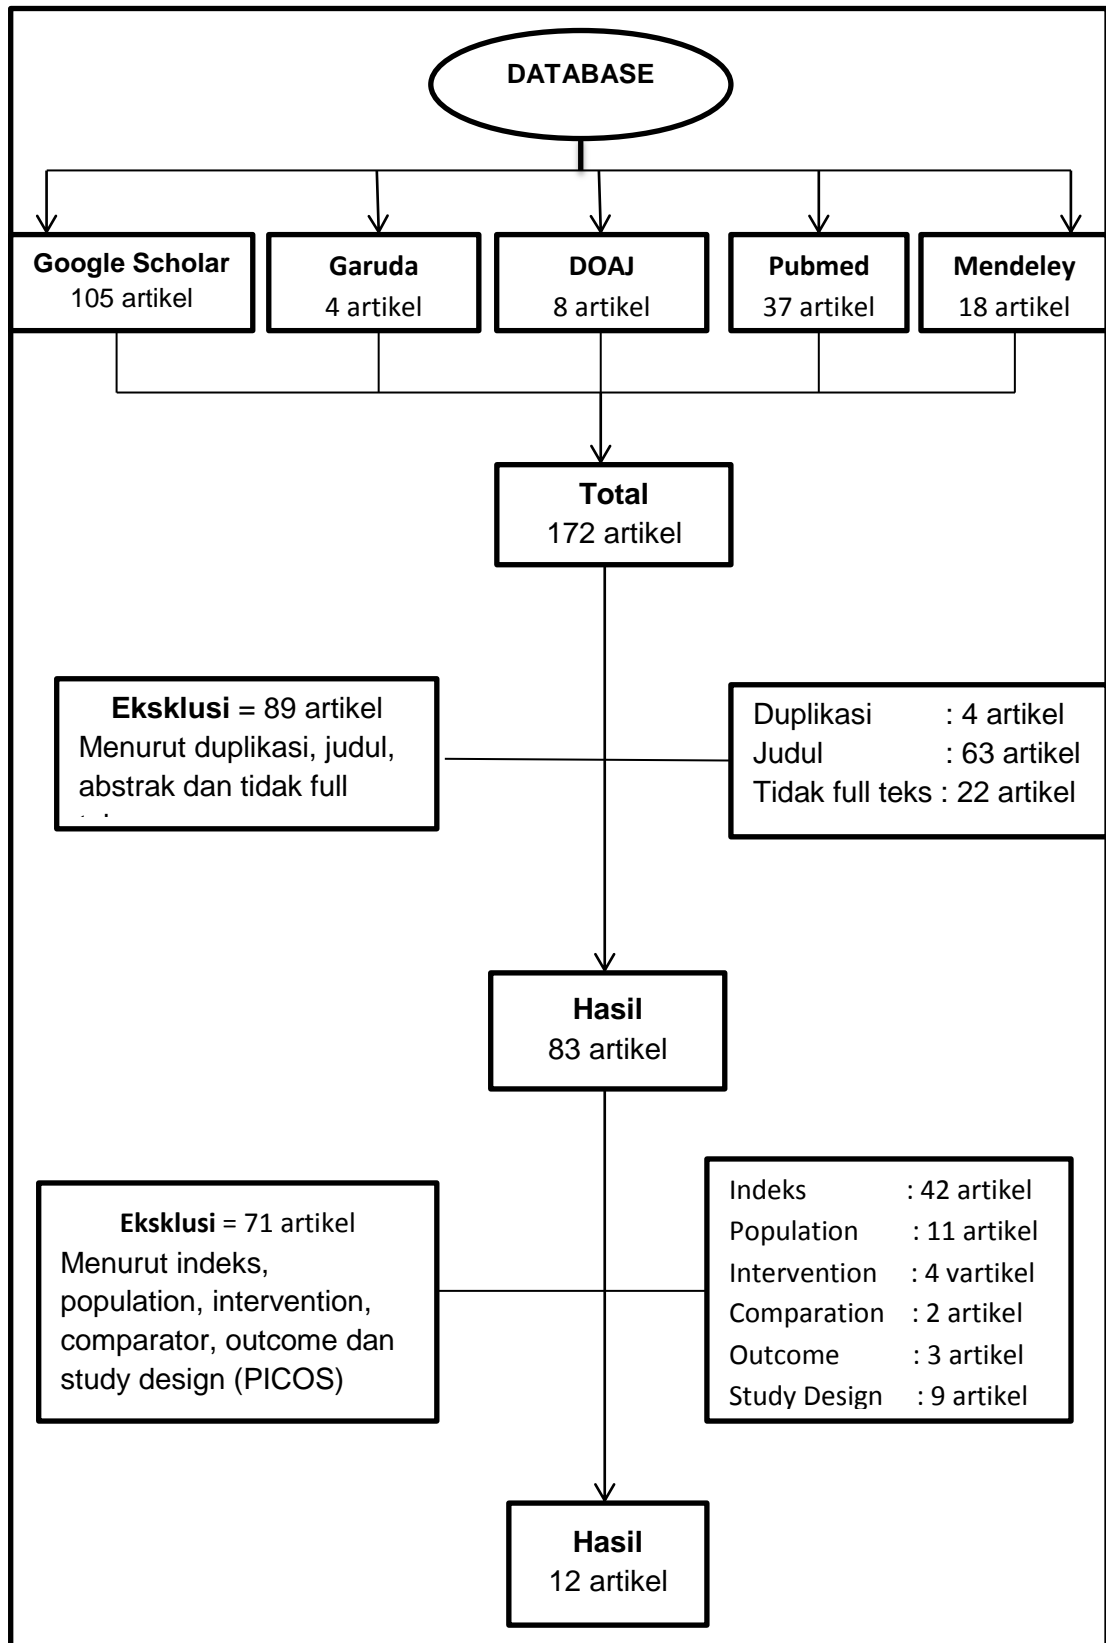 DATABASE
Google Scholar
105 artikel
Garuda
4 artikel
DOAJ
8 artikel
Pubmed
37 artikel
Mendeley
18 artikel
Total
172 artikel
Eksklusi = 89 artikel
Menurut duplikasi, judul,
abstrak dan tidak full
Duplikasi : 4 artikel
Judul : 63 artikel
Tidak full teks : 22 artikel
Hasil
83 artikel
Eksklusi = 71 artikel
Menurut indeks,
population, intervention,
comparator, outcome dan
study design (PICOS)
Indeks : 42 artikel
Population : 11 artikel
Intervention : 4 vartikel
Comparation : 2 artikel
Outcome : 3 artikel
Study Design : 9 artikel
Hasil
12 artikel